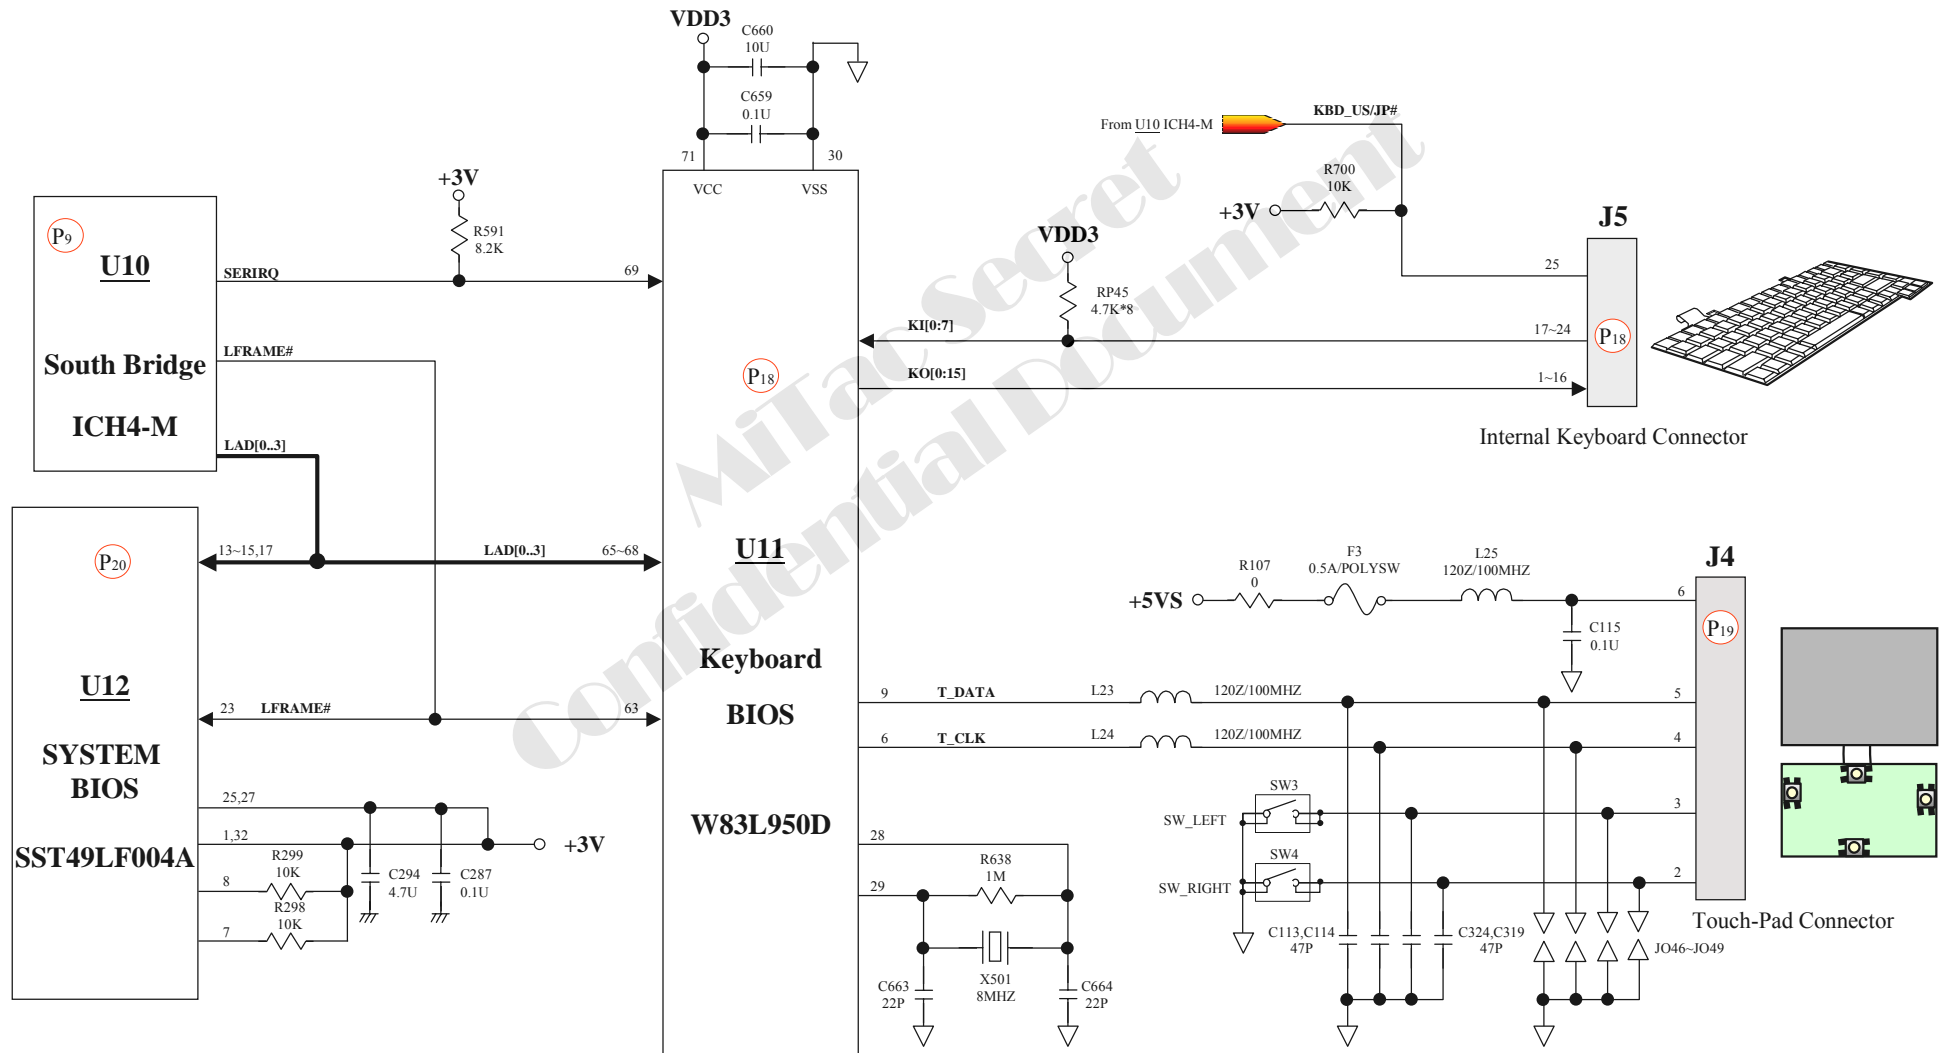 VDD3
C660
10U
C659
0.1U
71
30
VCC
VSS
From U10 ICH4-M
KBD_US/JP#
R700
10K
+3V
J5
25
VDD3
RP45
4.7K*8
KI[0:7]
17~24
P18
KO[0:15]
1~16
Internal Keyboard Connector
P9
U10
South Bridge
ICH4-M
+3V
R591
8.2K
SERIRQ
69
LFRAME#
LAD[0..3]
P18
MiTac Secret
Confidential Document
P20
13~15,17
LAD[0..3]
65~68
U11
Keyboard
BIOS
W83L950D
U12
SYSTEM
BIOS
SST49LF004A
23
LFRAME#
63
25,27
1,32
+3V
R299
10K
8
R298
10K
7
C294
4.7U
C287
0.1U
J4
+5VS
R107
0
F3
0.5A/POLYSW
L25
120Z/100MHZ
6
P19
C115
0.1U
9
T_DATA
L23
120Z/100MHZ
5
6
T_CLK
L24
120Z/100MHZ
4
SW3
SW_LEFT
3
SW4
SW_RIGHT
2
28
R638
1M
29
X501
8MHZ
C663
22P
C664
22P
C113,C114
47P
C324,C319
47P
JO46~JO49
Touch-Pad Connector